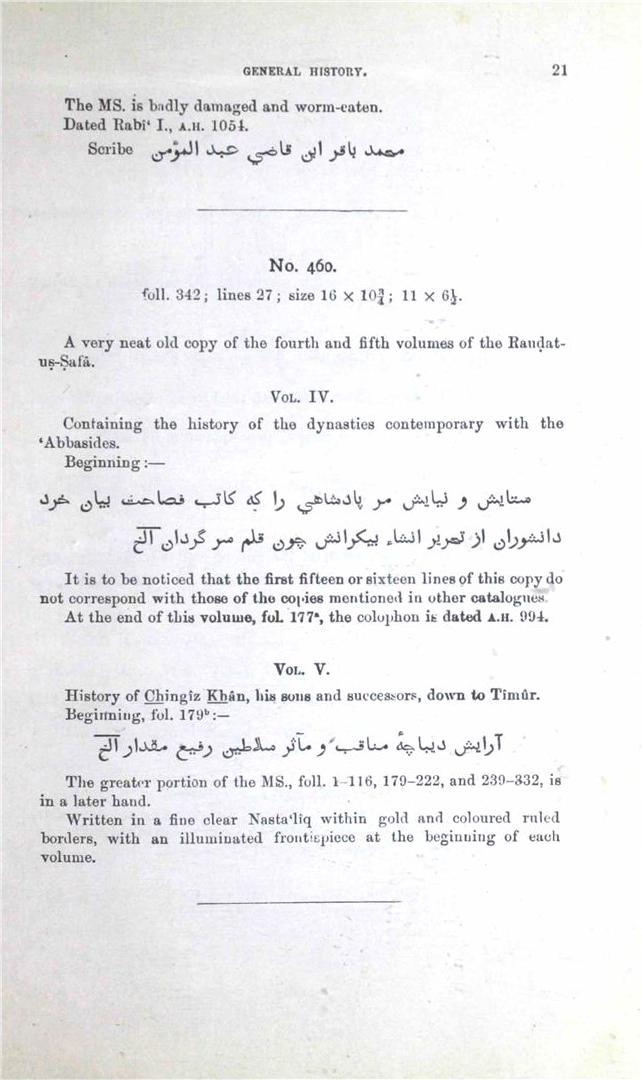 GENERAL HISTORY. 21
The MS. is badly damaged and worm-eaten.
Dated Rabî‘ I., A.H. 1054.
Scribe محمد باقر ابن قاضي عبد المؤمن
No. 460.
foll. 342; lines 27; size 16 × 10¾; 11 × 6½.
A very neat old copy of the fourth and fifth volumes of the Rauḍat-
uṣ-Ṣafâ.
VOL. IV.
Containing the history of the dynasties contemporary with the
‘Abbasides.
Beginning:—
ستايش و نيايش مر پادشاهي را كه كاتب فصاحت بيان خرد
دانشوران از تحرير انشاء بيكرانش چون قلم سر گردان الخ
It is to be noticed that the first fifteen or sixteen lines of this copy do
not correspond with those of the copies mentioned in other catalogues.
At the end of this volume, fol. 177ᵃ, the colophon is dated A.H. 994.
VOL. V.
History of Chingîz Khân, his sons and successors, down to Tîmûr.
Beginning, fol. 179ᵇ:—
آرايش ديباچهٔ مناقب و مآثر سلاطين رفيع مقدار الخ
The greater portion of the MS., foll. 1–116, 179–222, and 239–332, is
in a later hand.
Written in a fine clear Nasta‘lîq within gold and coloured ruled
borders, with an illuminated frontispiece at the beginning of each
volume.